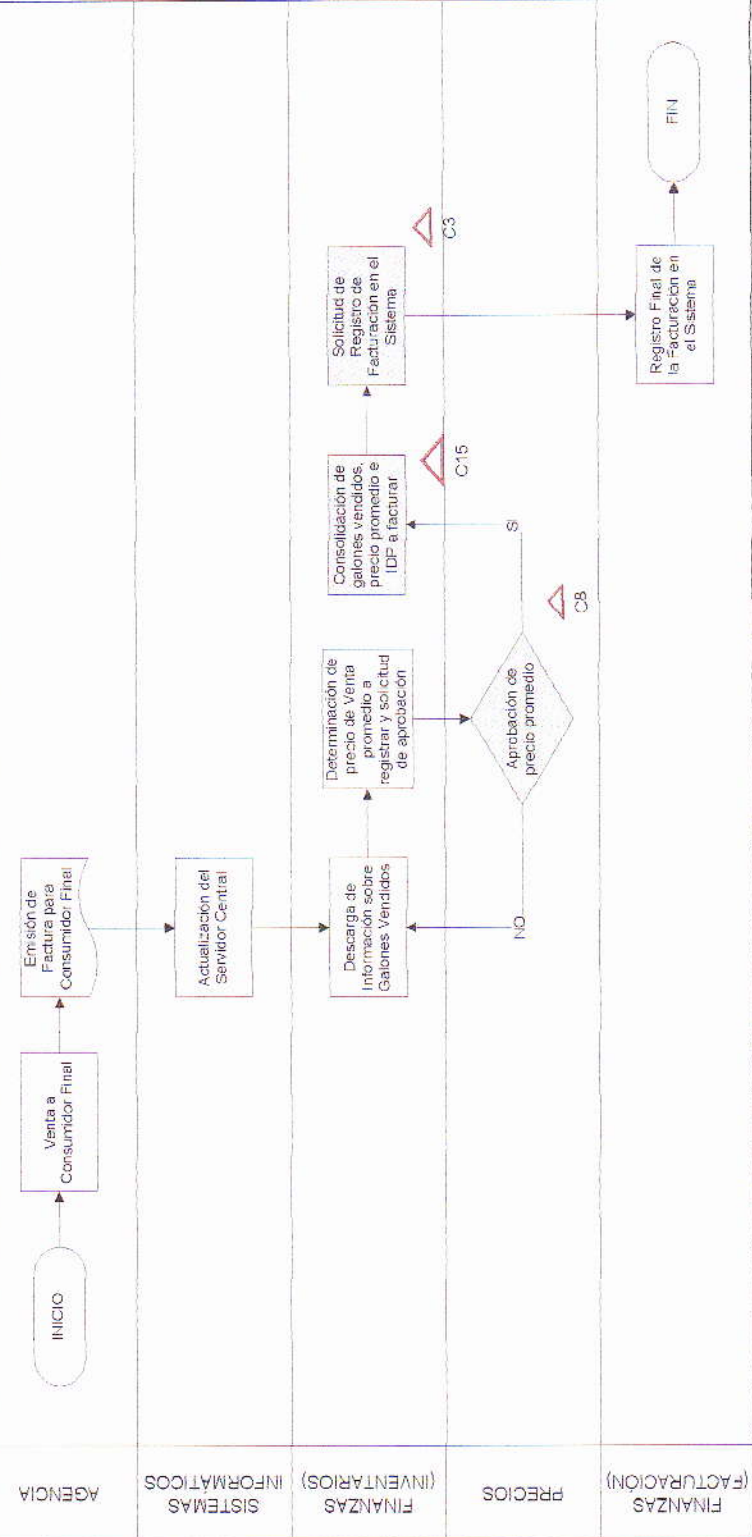 AGENCIA
INICIO
Venta a
Consumidor Final
Emisión de
Factura para
Consumidor Final
SISTEMAS
INFORMÁTICOS
Actualización del
Servidor Central
FINANZAS
(INVENTARIOS)
Descarga de
Información sobre
Galones Vendidos
Determinación de
precio de Venta
promedio a
registrar y solicitud
de aprobación
Consolidación de
galones vendidos,
precio promedio e
IDP a facturar
C15
Solicitud de
Registro de
Facturación en el
Sistema
C3
PRECIOS
NO
Aprobación de
precio promedio
SI
C8
FINANZAS
(FACTURACIÓN)
Registro Final de
la Facturación en
el Sistema
FIN